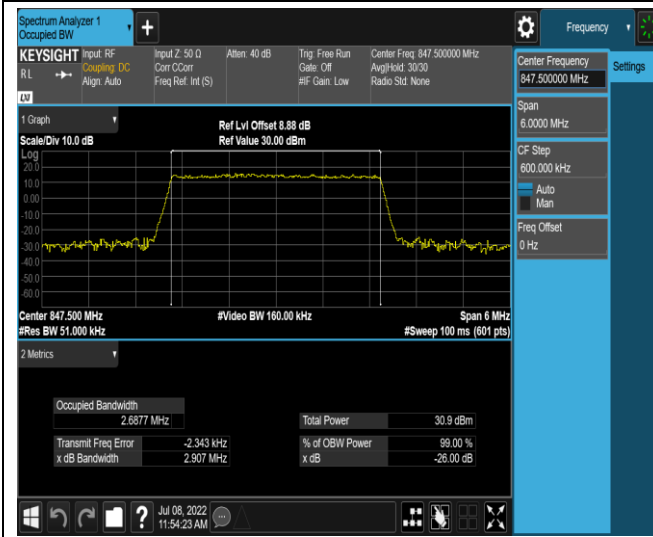 Spectrum Analyzer 1
Occupied BW
Frequency
KEYSIGHT
RL
LXI
Input: RF
Coupling: DC
Align: Auto
Input Z: 50 Ω
Corr CCorr
Freq Ref: Int (S)
Atten: 40 dB
Trig: Free Run
Gate: Off
#IF Gain: Low
Center Freq: 847.500000 MHz
Avg|Hold: 30/30
Radio Std: None
Center Frequency
847.500000 MHz
Settings
Span
6.0000 MHz
CF Step
600.000 kHz
Auto
Man
Freq Offset
0 Hz
1 Graph
Scale/Div 10.0 dB
Ref Lvl Offset 8.88 dB
Ref Value 30.00 dBm
Log
20.0
10.0
0.00
-10.0
-20.0
-30.0
-40.0
-50.0
-60.0
Center 847.500 MHz
#Video BW 160.00 kHz
Span 6 MHz
#Res BW 51.000 kHz
#Sweep 100 ms (601 pts)
2 Metrics
Occupied Bandwidth
2.6877 MHz
Total Power 30.9 dBm
Transmit Freq Error -2.343 kHz
% of OBW Power 99.00 %
x dB Bandwidth 2.907 MHz
x dB -26.00 dB
?
Jul 08, 2022
11:54:23 AM